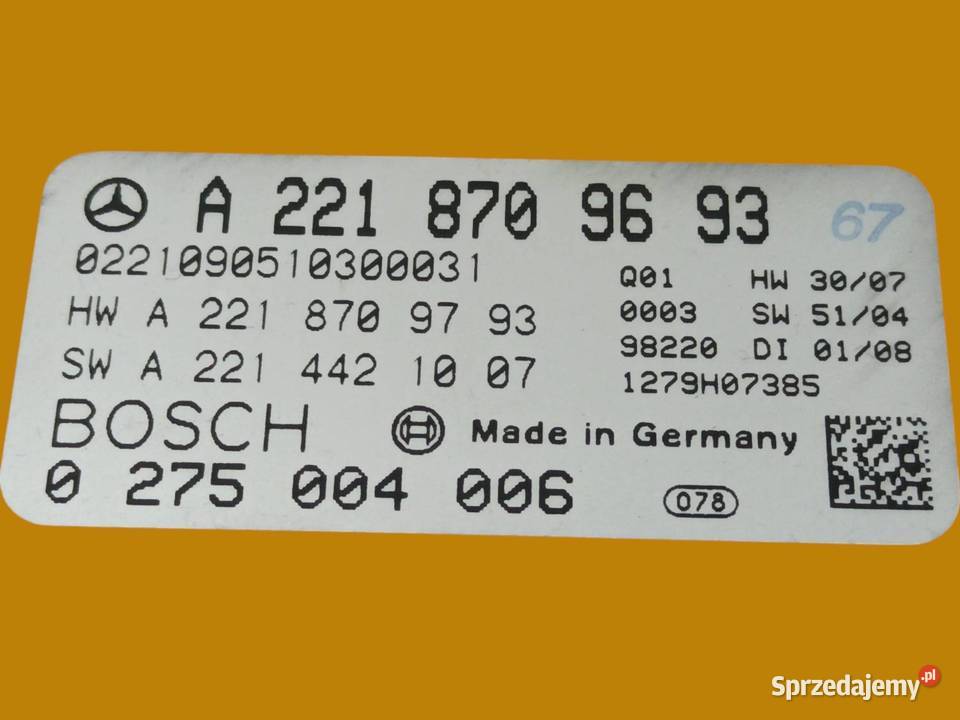 A 221 870 96 93 67
0221090510300031
HW A 221 870 97 93
SW A 221 442 10 07
Q01 HW 30/07
0003 SW 51/04
98220 DI 01/08
1279H07385
BOSCH Made in Germany
0 275 004 006
078
Sprzedajemy.pl